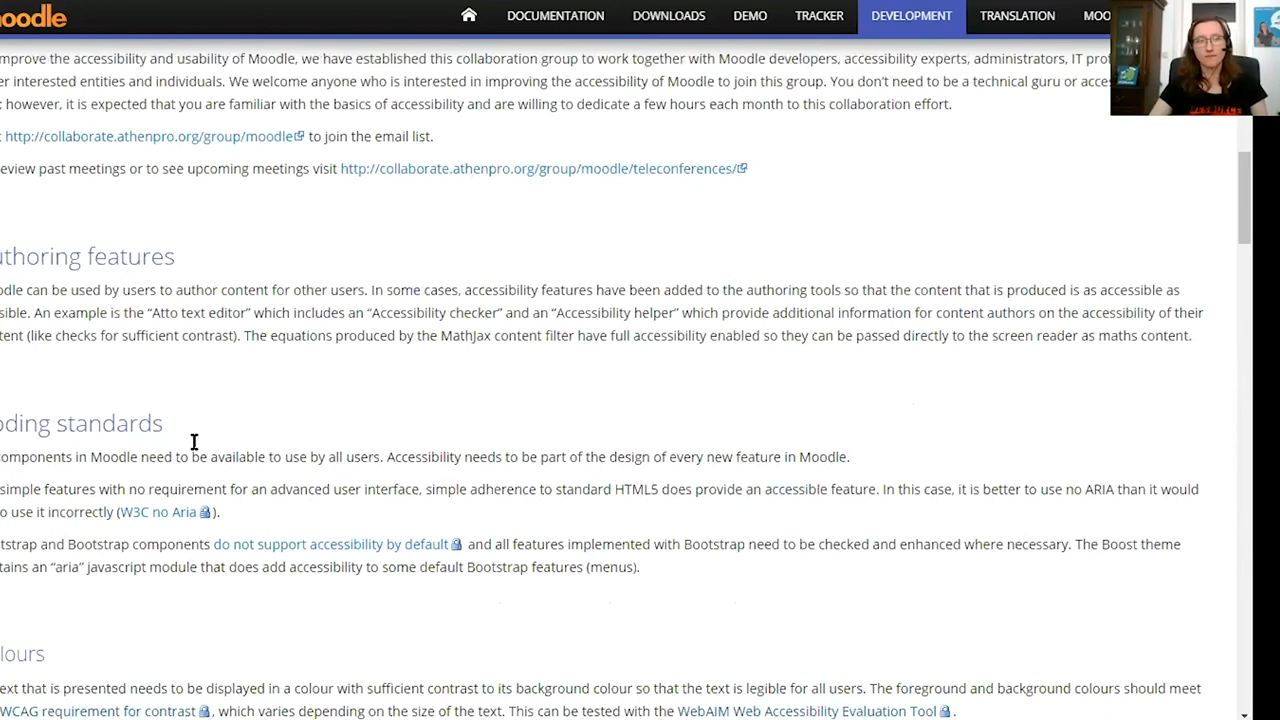 oodle
DOCUMENTATION DOWNLOADS DEMO TRACKER DEVELOPMENT TRANSLATION MOO
mprove the accessibility and usability of Moodle, we have established this collaboration group to work together with Moodle developers, accessibility experts, administrators, IT prof
er interested entities and individuals. We welcome anyone who is interested in improving the accessibility of Moodle to join this group. You don't need to be a technical guru or acce
; however, it is expected that you are familiar with the basics of accessibility and are willing to dedicate a few hours each month to this collaboration effort.
t http://collaborate.athenpro.org/group/moodle to join the email list.
eview past meetings or to see upcoming meetings visit http://collaborate.athenpro.org/group/moodle/teleconferences/
uthoring features
odle can be used by users to author content for other users. In some cases, accessibility features have been added to the authoring tools so that the content that is produced is as accessible as
sible. An example is the “Atto text editor” which includes an “Accessibility checker” and an “Accessibility helper” which provide additional information for content authors on the accessibility of their
tent (like checks for sufficient contrast). The equations produced by the MathJax content filter have full accessibility enabled so they can be passed directly to the screen reader as maths content.
oding standards
omponents in Moodle need to be available to use by all users. Accessibility needs to be part of the design of every new feature in Moodle.
simple features with no requirement for an advanced user interface, simple adherence to standard HTML5 does provide an accessible feature. In this case, it is better to use no ARIA than it would
o use it incorrectly (W3C no Aria).
tstrap and Bootstrap components do not support accessibility by default and all features implemented with Bootstrap need to be checked and enhanced where necessary. The Boost theme
tains an “aria” javascript module that does add accessibility to some default Bootstrap features (menus).
lours
ext that is presented needs to be displayed in a colour with sufficient contrast to its background colour so that the text is legible for all users. The foreground and background colours should meet
WCAG requirement for contrast, which varies depending on the size of the text. This can be tested with the WebAIM Web Accessibility Evaluation Tool.